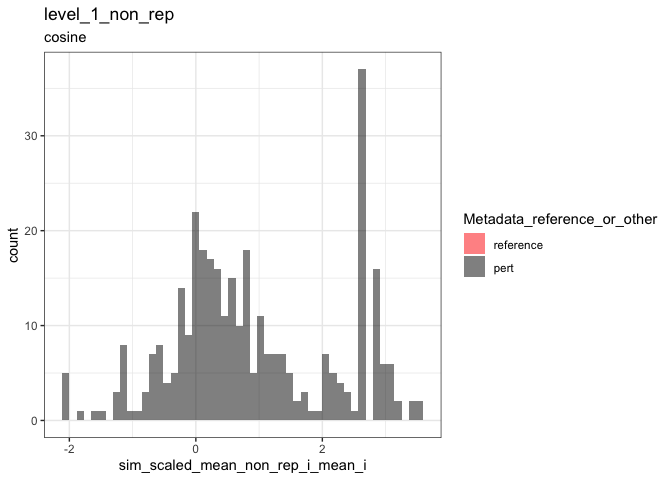 level_1_non_rep
cosine
30
20
10
0
count
-2
0
2
sim_scaled_mean_non_rep_i_mean_i
Metadata_reference_or_other
reference
pert